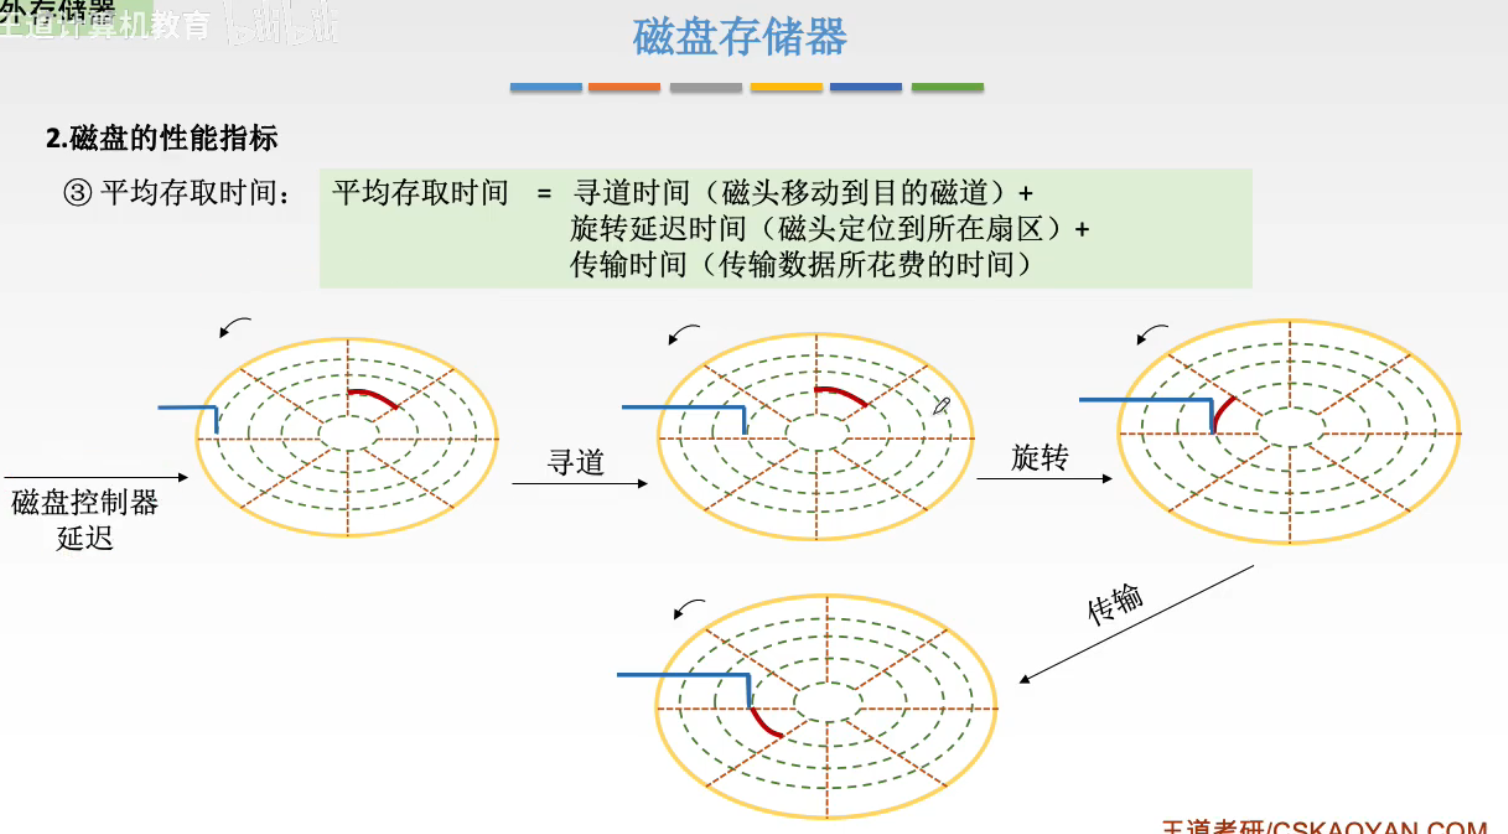 外存储器
王道计算机教育 bilibili
磁盘存储器
2.磁盘的性能指标
③ 平均存取时间：
平均存取时间 = 寻道时间（磁头移动到目的磁道）+
旋转延迟时间（磁头定位到所在扇区）+
传输时间（传输数据所花费的时间）
磁盘控制器
延迟
寻道
旋转
传输
王道考研/CSKAOYAN.COM